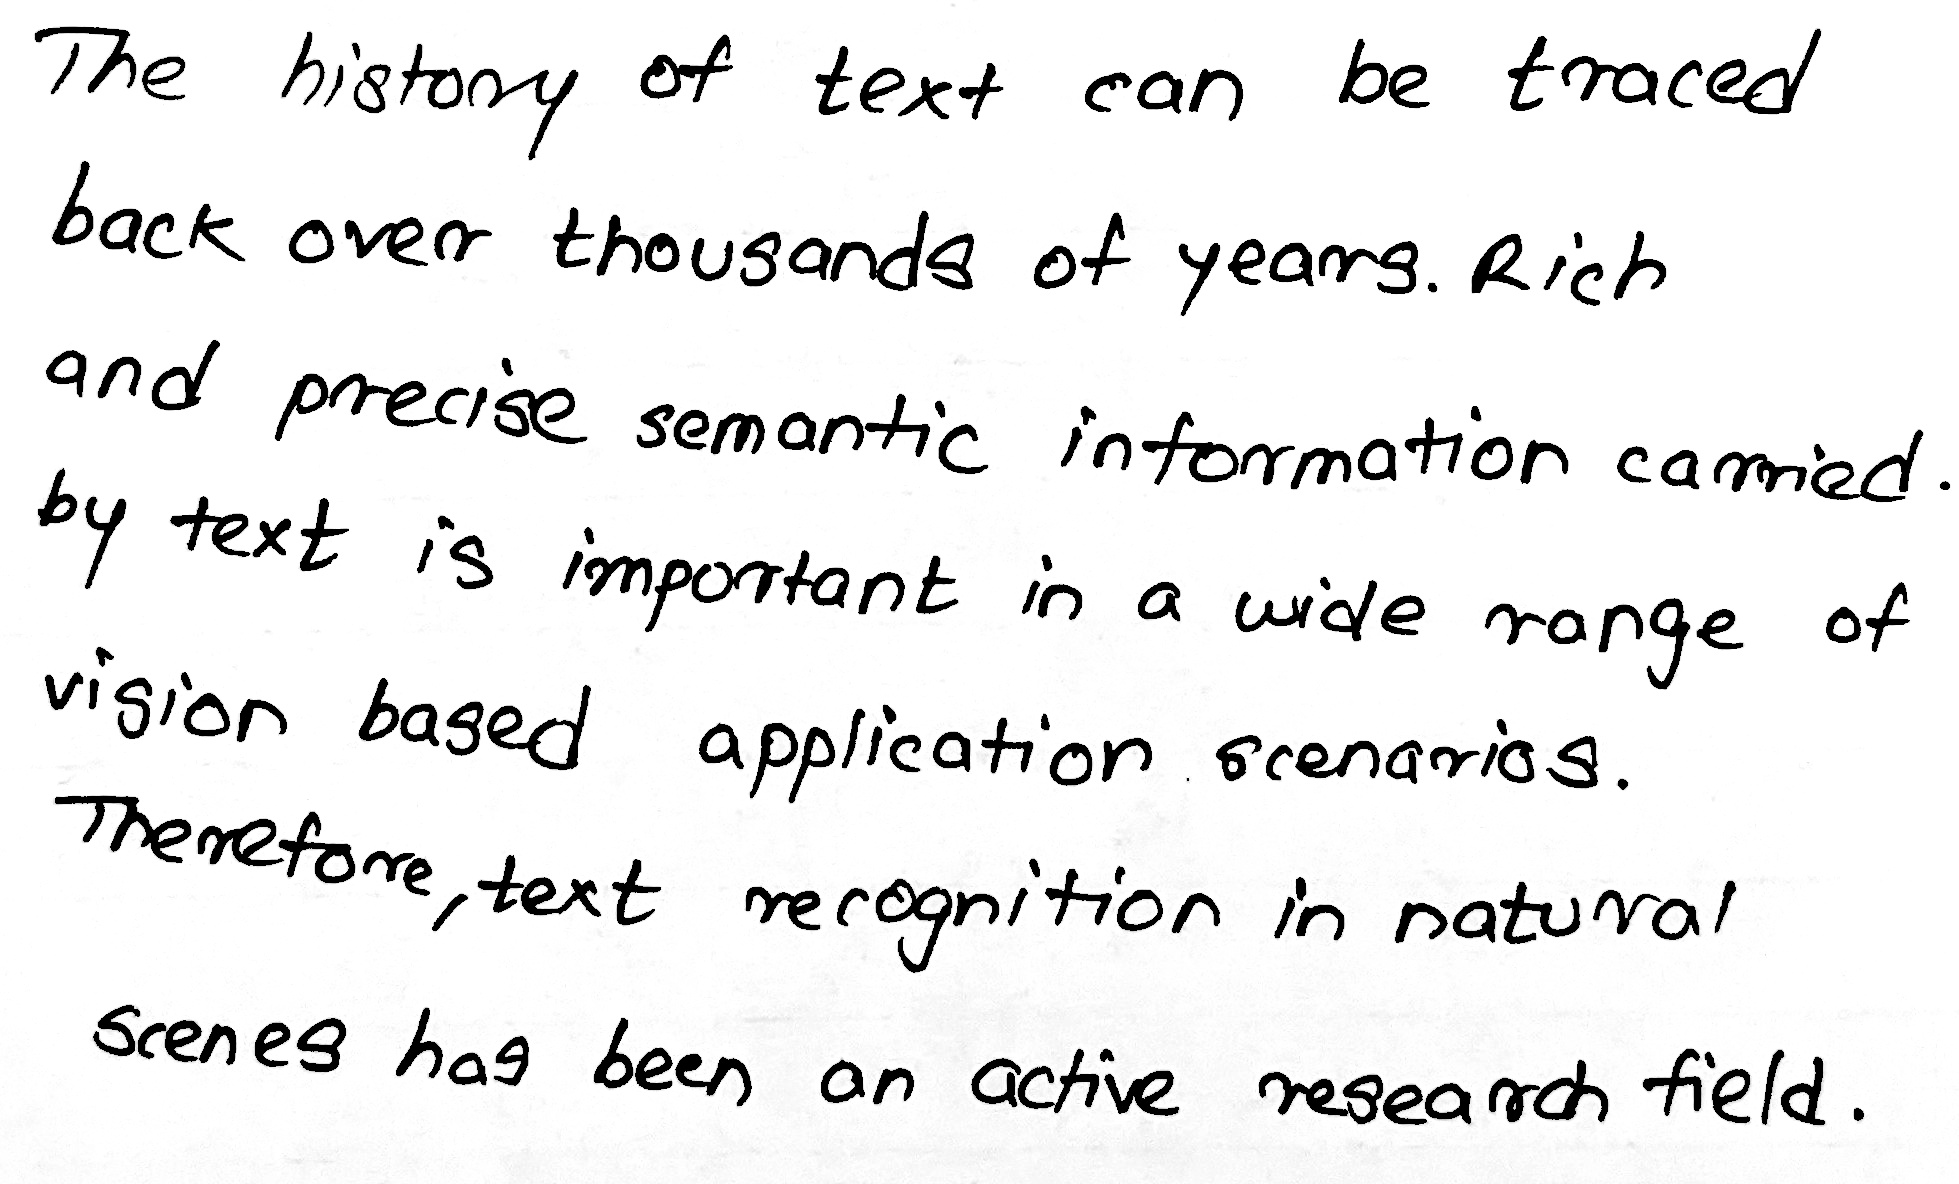 The history of text can be traced
back over thousands of years. Rich
and precise semantic information carried.
by text is important in a wide range of
vision based application scenarios.
Therefore, text recognition in natural
scenes has been an active research field.